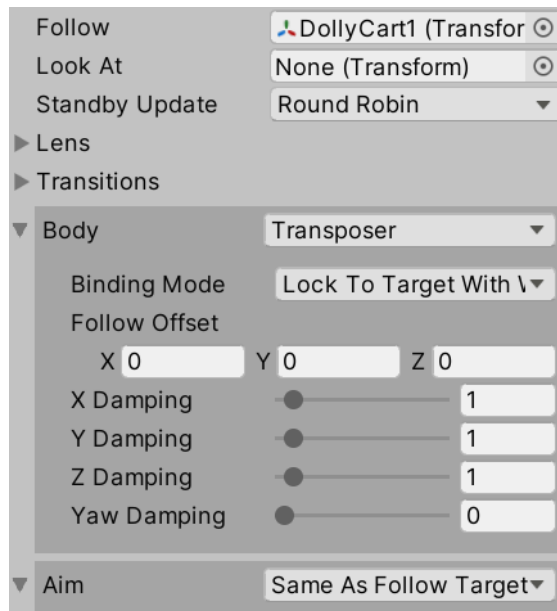 Follow DollyCart1 (Transfor
Look At None (Transform)
Standby Update Round Robin
Lens
Transitions
Body Transposer
Binding Mode Lock To Target With
Follow Offset
X 0 Y 0 Z 0
X Damping 1
Y Damping 1
Z Damping 1
Yaw Damping 0
Aim Same As Follow Target